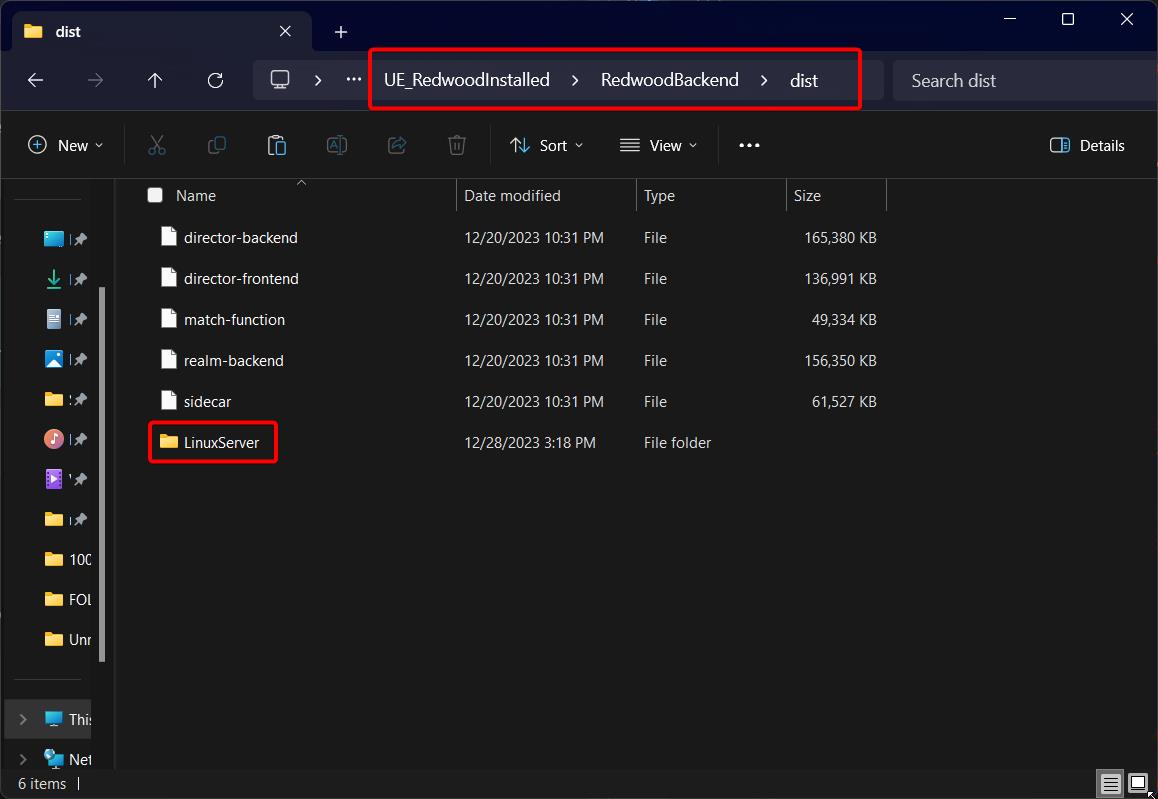 dist
UE_RedwoodInstalled > RedwoodBackend > dist
Search dist
New
Sort
View
Details
Name
Date modified
Type
Size
director-backend 12/20/2023 10:31 PM File 165,380 KB
director-frontend 12/20/2023 10:31 PM File 136,991 KB
match-function 12/20/2023 10:31 PM File 49,334 KB
realm-backend 12/20/2023 10:31 PM File 156,350 KB
sidecar 12/20/2023 10:31 PM File 61,527 KB
LinuxServer 12/28/2023 3:18 PM File folder
100
FOL
Unr
This
Net
6 items